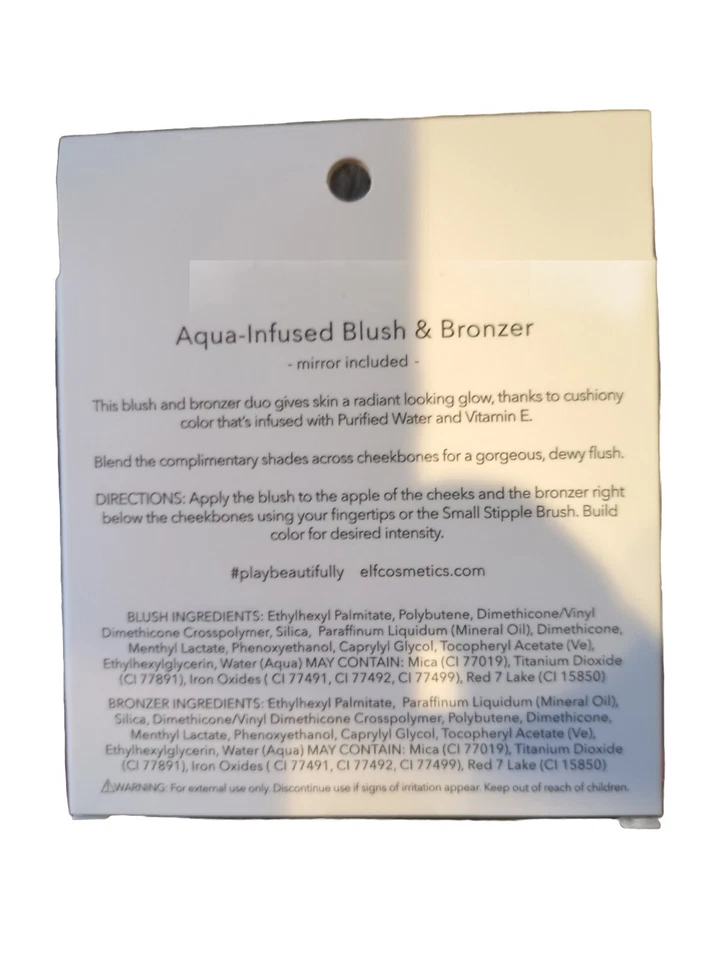 Aqua-Infused Blush & Bronzer
- mirror included -
This blush and bronzer duo gives skin a radiant looking glow, thanks to cushiony
color that's infused with Purified Water and Vitamin E.
Blend the complimentary shades across cheekbones for a gorgeous, dewy flush.
DIRECTIONS: Apply the blush to the apple of the cheeks and the bronzer right
below the cheekbones using your fingertips or the Small Stipple Brush. Build
color for desired intensity.
#playbeautifully elfcosmetics.com
BLUSH INGREDIENTS: Ethylhexyl Palmitate, Polybutene, Dimethicone/Vinyl
Dimethicone Crosspolymer, Silica, Paraffinum Liquidum (Mineral Oil), Dimethicone,
Menthyl Lactate, Phenoxyethanol, Caprylyl Glycol, Tocopheryl Acetate (Ve),
Ethylhexylglycerin, Water (Aqua) MAY CONTAIN: Mica (CI 77019), Titanium Dioxide
(CI 77891), Iron Oxides ( CI 77491, CI 77492, CI 77499), Red 7 Lake (CI 15850)
BRONZER INGREDIENTS: Ethylhexyl Palmitate, Paraffinum Liquidum (Mineral Oil),
Silica, Dimethicone/Vinyl Dimethicone Crosspolymer, Polybutene, Dimethicone,
Menthyl Lactate, Phenoxyethanol, Caprylyl Glycol, Tocopheryl Acetate (Ve),
Ethylhexylglycerin, Water (Aqua) MAY CONTAIN: Mica (CI 77019), Titanium Dioxide
(CI 77891), Iron Oxides ( CI 77491, CI 77492, CI 77499), Red 7 Lake (CI 15850)
⚠WARNING: For external use only. Discontinue use if signs of irritation appear. Keep out of reach of children.